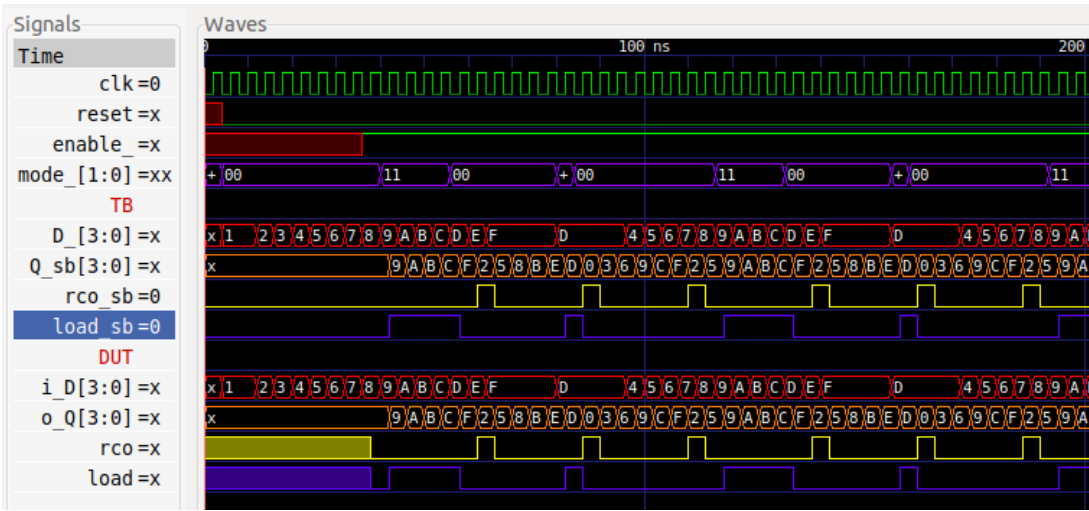 Signals Waves
0 100 ns 200
Time
clk=0
reset=x
enable_=x
mode_[1:0]=xx + 00 11 00 + 00 11 00 + 00 11
TB
D_[3:0]=x x 1 2 3 4 5 6 7 8 9 A B C D E F D 4 5 6 7 8 9 A B C D E F D 4 5 6 7 8 9 A
Q_sb[3:0]=x x 9 A B C F 2 5 8 B E D 0 3 6 9 C F 2 5 9 A B C F 2 5 8 B E D 0 3 6 9 C F 2 5 9 A
rco_sb=0
load_sb=0
DUT
i_D[3:0]=x x 1 2 3 4 5 6 7 8 9 A B C D E F D 4 5 6 7 8 9 A B C D E F D 4 5 6 7 8 9 A
o_Q[3:0]=x x 9 A B C F 2 5 8 B E D 0 3 6 9 C F 2 5 9 A B C F 2 5 8 B E D 0 3 6 9 C F 2 5 9 A
rco=x
load=x